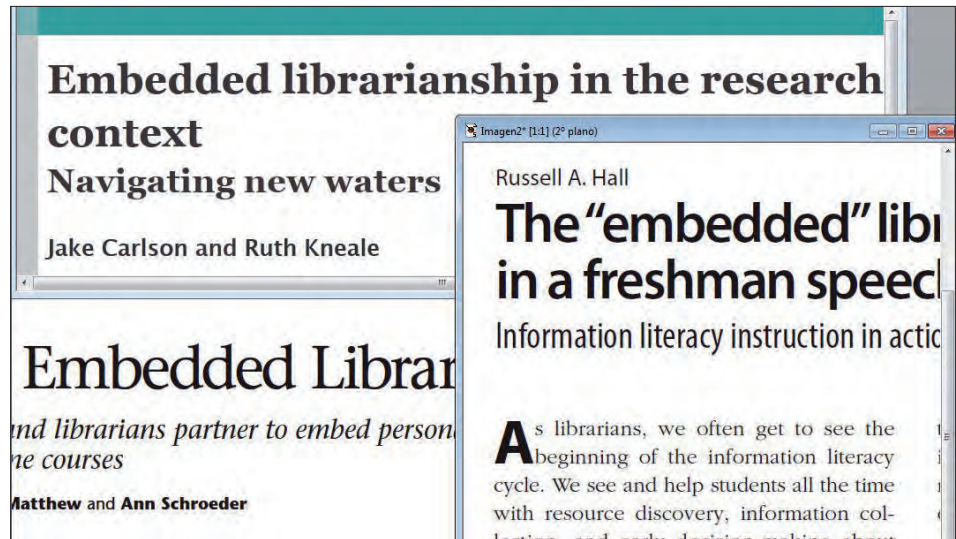 Embedded librarianship in the research
context
Navigating new waters
Jake Carlson and Ruth Kneale
Imagen2* [1:1] (2º plano)
Russell A. Hall
The “embedded” libr
in a freshman speec
Information literacy instruction in actio
As librarians, we often get to see the
beginning of the information literacy
cycle. We see and help students all the time
with resource discovery, information col-
Embedded Librar
and librarians partner to embed person
ne courses
Matthew and Ann Schroeder